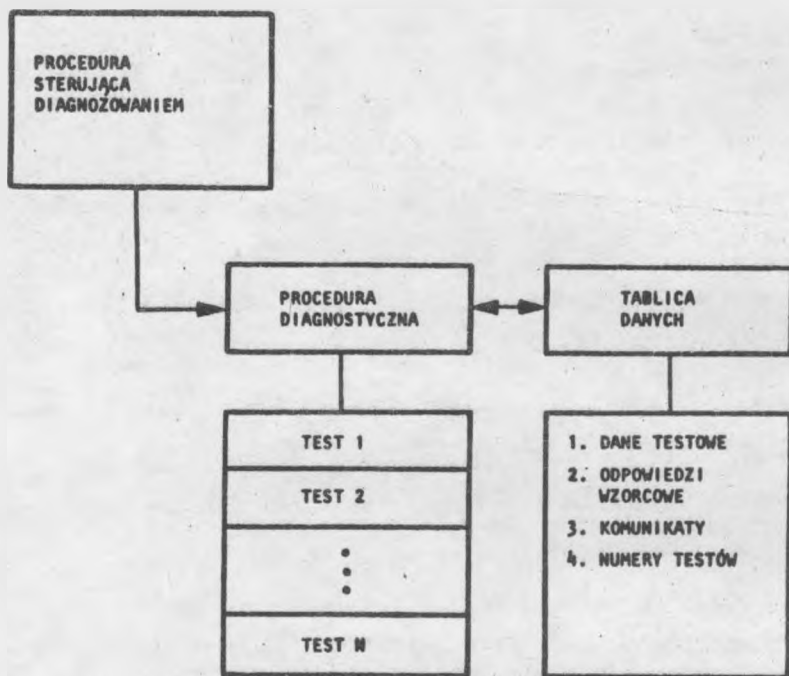 PROCEDURA
STERUJĄCA
DIAGNOZOWANIEM
PROCEDURA
DIAGNOSTYCZNA
TABLICA
DANYCH
TEST 1
TEST 2
TEST N
1. DANE TESTOWE
2. ODPOWIEDZI
WZORCOWE
3. KOMUNIKATY
4. NUMERY TESTÓW